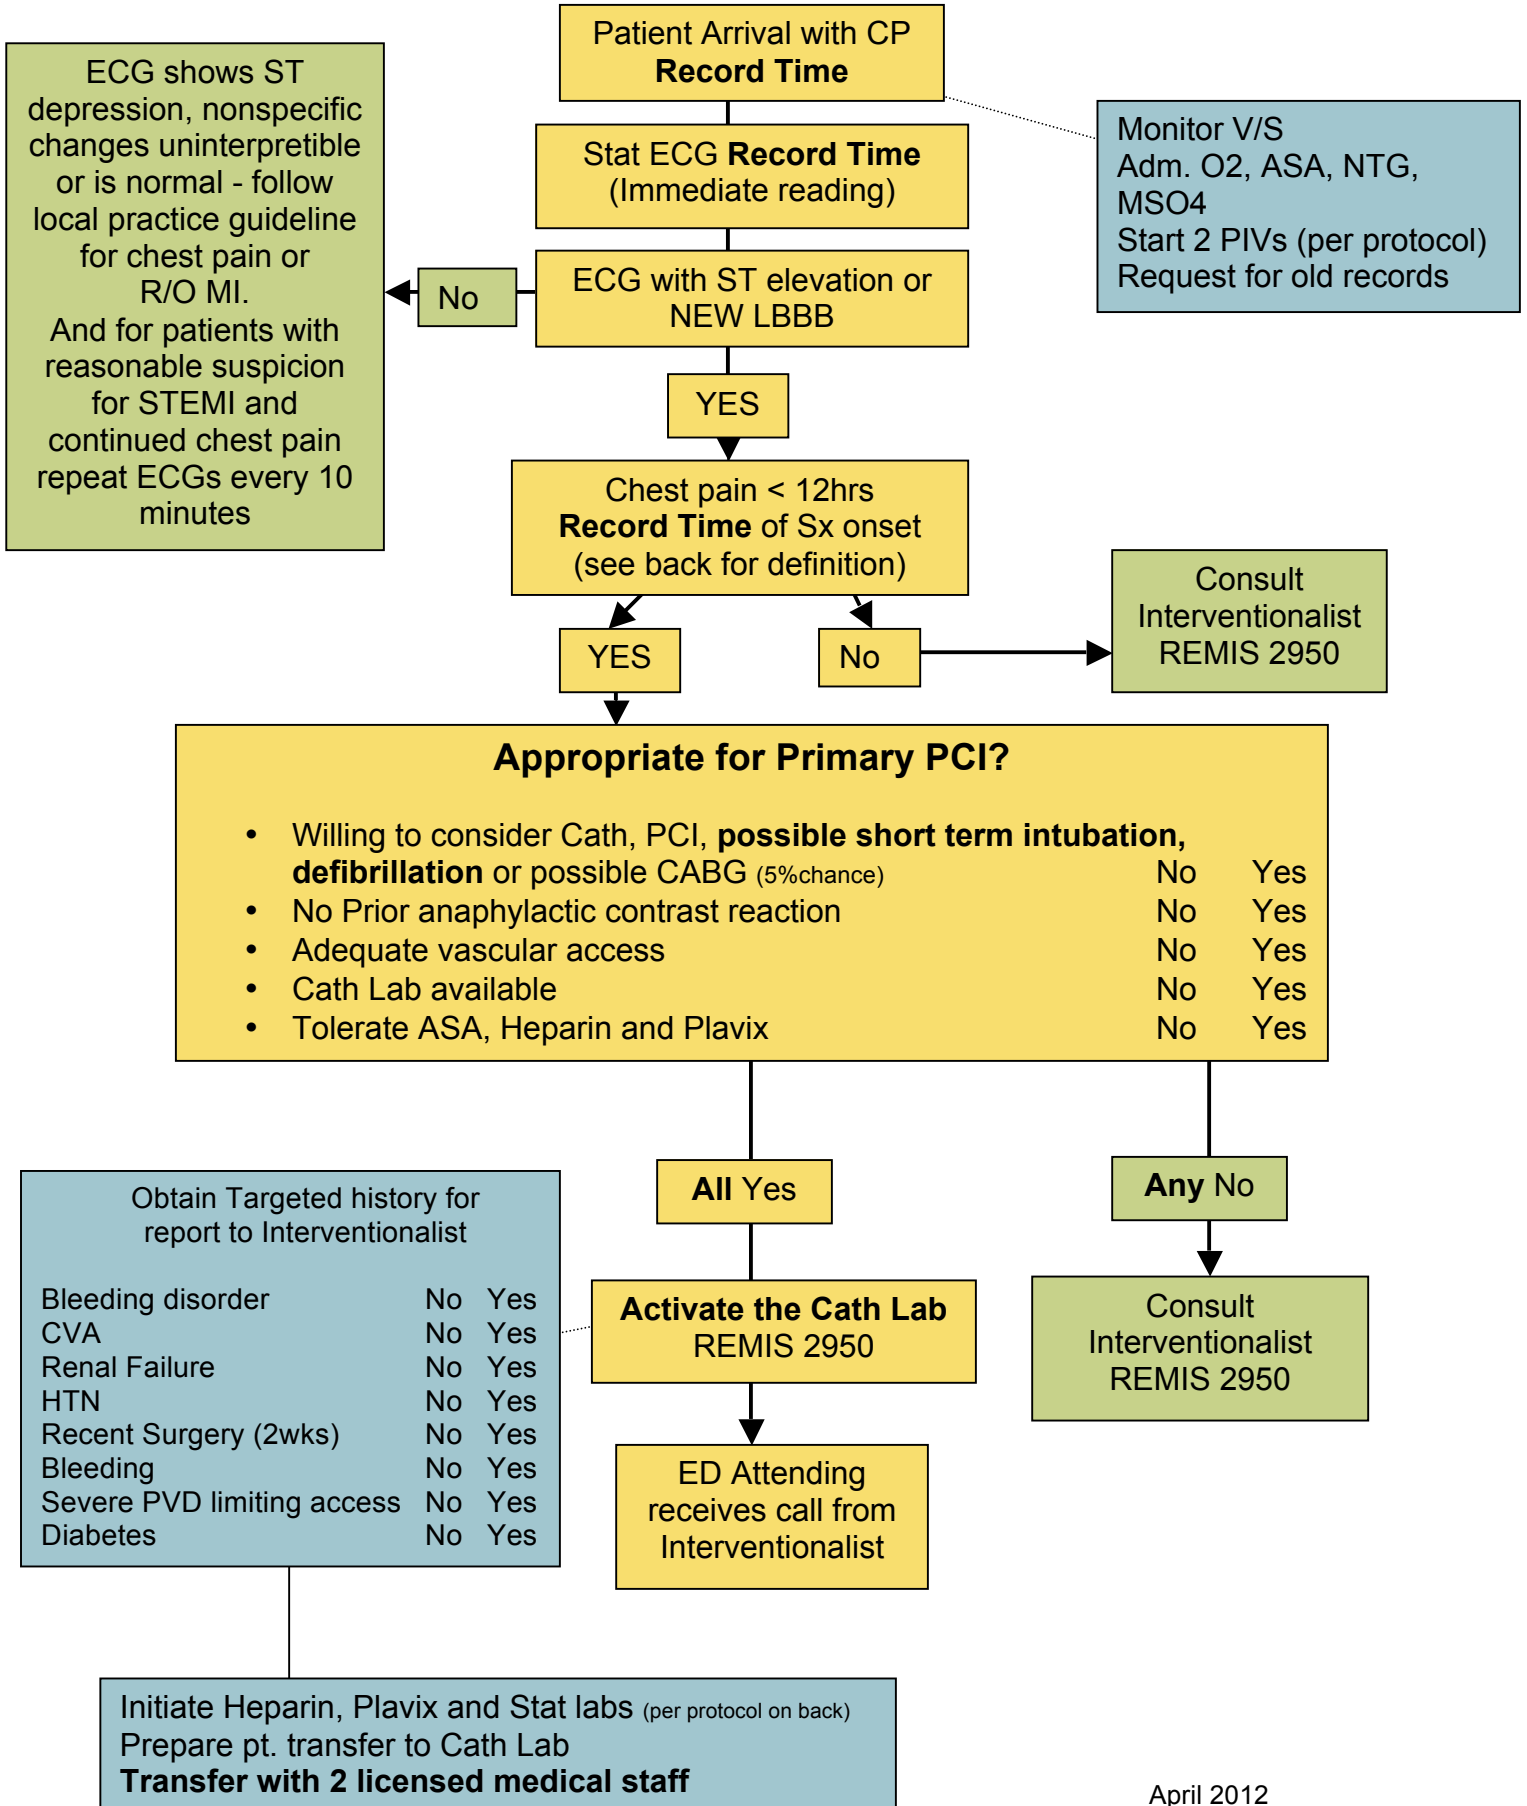 Patient Arrival with CP
Record Time
ECG shows ST
depression, nonspecific
changes uninterpretible
or is normal - follow
local practice guideline
for chest pain or
R/O MI.
And for patients with
reasonable suspicion
for STEMI and
continued chest pain
repeat ECGs every 10
minutes
Monitor V/S
Adm. O2, ASA, NTG,
MSO4
Start 2 PIVs (per protocol)
Request for old records
Stat ECG Record Time
(Immediate reading)
ECG with ST elevation or
NEW LBBB
No
YES
Chest pain < 12hrs
Record Time of Sx onset
(see back for definition)
YES
No
Consult
Interventionalist
REMIS 2950
Appropriate for Primary PCI?
• Willing to consider Cath, PCI, possible short term intubation,
defibrillation or possible CABG (5%chance) No Yes
• No Prior anaphylactic contrast reaction No Yes
• Adequate vascular access No Yes
• Cath Lab available No Yes
• Tolerate ASA, Heparin and Plavix No Yes
All Yes
Any No
Obtain Targeted history for
report to Interventionalist
Bleeding disorder No Yes
CVA No Yes
Renal Failure No Yes
HTN No Yes
Recent Surgery (2wks) No Yes
Bleeding No Yes
Severe PVD limiting access No Yes
Diabetes No Yes
Activate the Cath Lab
REMIS 2950
Consult
Interventionalist
REMIS 2950
ED Attending
receives call from
Interventionalist
Initiate Heparin, Plavix and Stat labs (per protocol on back)
Prepare pt. transfer to Cath Lab
Transfer with 2 licensed medical staff
April 2012